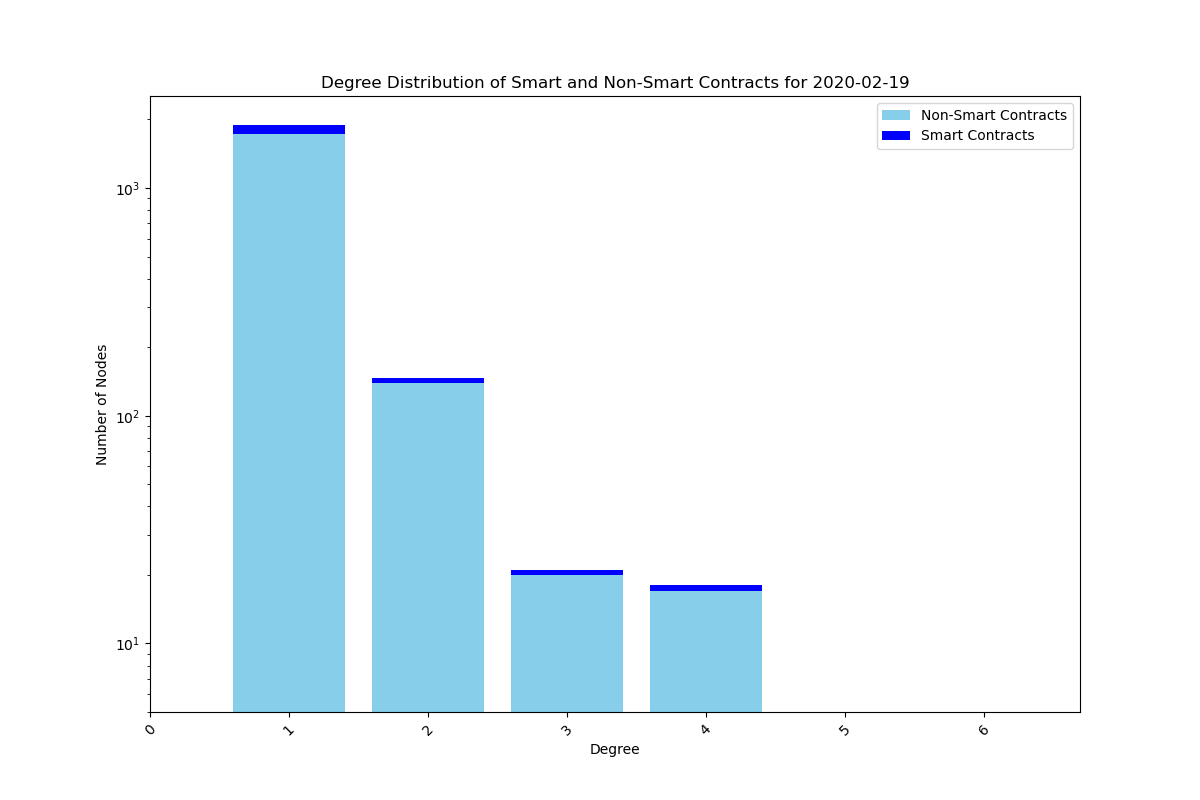 Degree Distribution of Smart and Non-Smart Contracts for 2020-02-19
Non-Smart Contracts
Smart Contracts
Number of Nodes
10³
10²
10¹
0 1 2 3 4 5 6
Degree